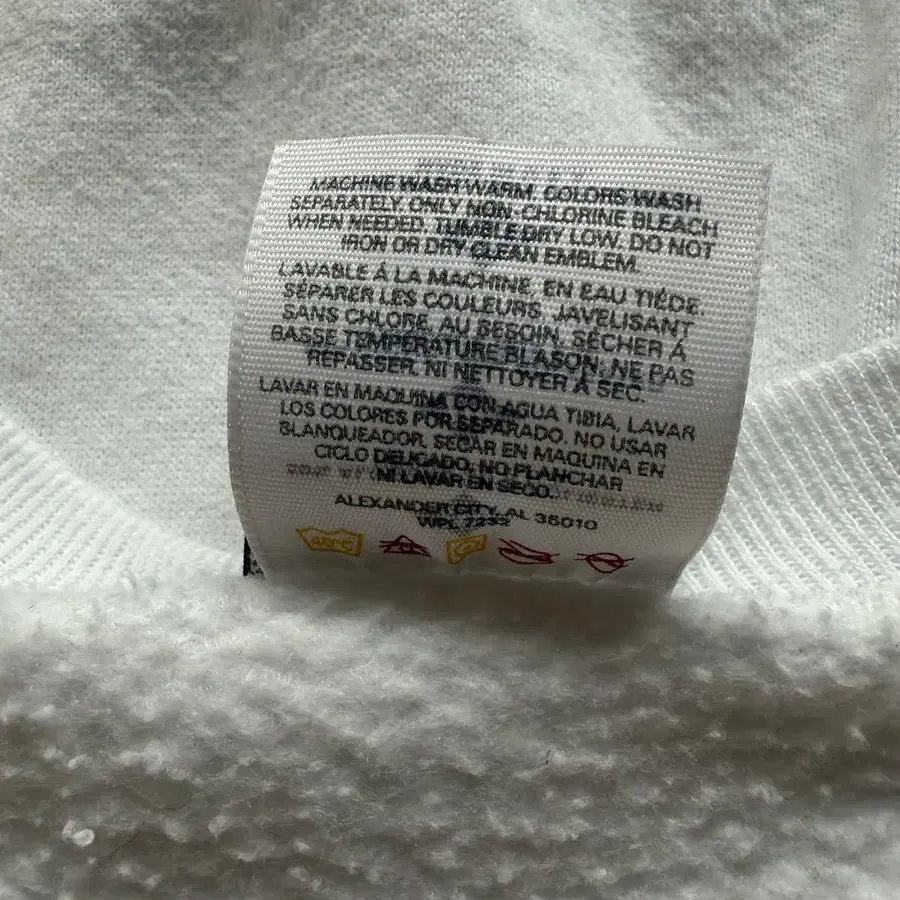 MACHINE WASH WARM, COLORS WASH
SEPARATELY. ONLY NON-CHLORINE BLEACH
WHEN NEEDED. TUMBLE DRY LOW. DO NOT
IRON OR DRY CLEAN EMBLEM.
LAVABLE Á LA MACHINE, EN EAU TIÉDE.
SÉPARER LES COULEURS. JAVELISANT
SANS CHLORE, AU BESOIN. SÉCHER Á
BASSE TEMPÉRATURE BLASON: NE PAS
REPASSER, NI NETTOYER Á SEC.
LAVAR EN MAQUINA CON AGUA TIBIA, LAVAR
LOS COLORES POR SEPARADO. NO USAR
BLANQUEADOR. SECAR EN MAQUINA EN
CICLO DELICADO, NO PLANCHAR
NI LAVAR EN SECO.
ALEXANDER CITY, AL 35010
WPL 7232
40°C